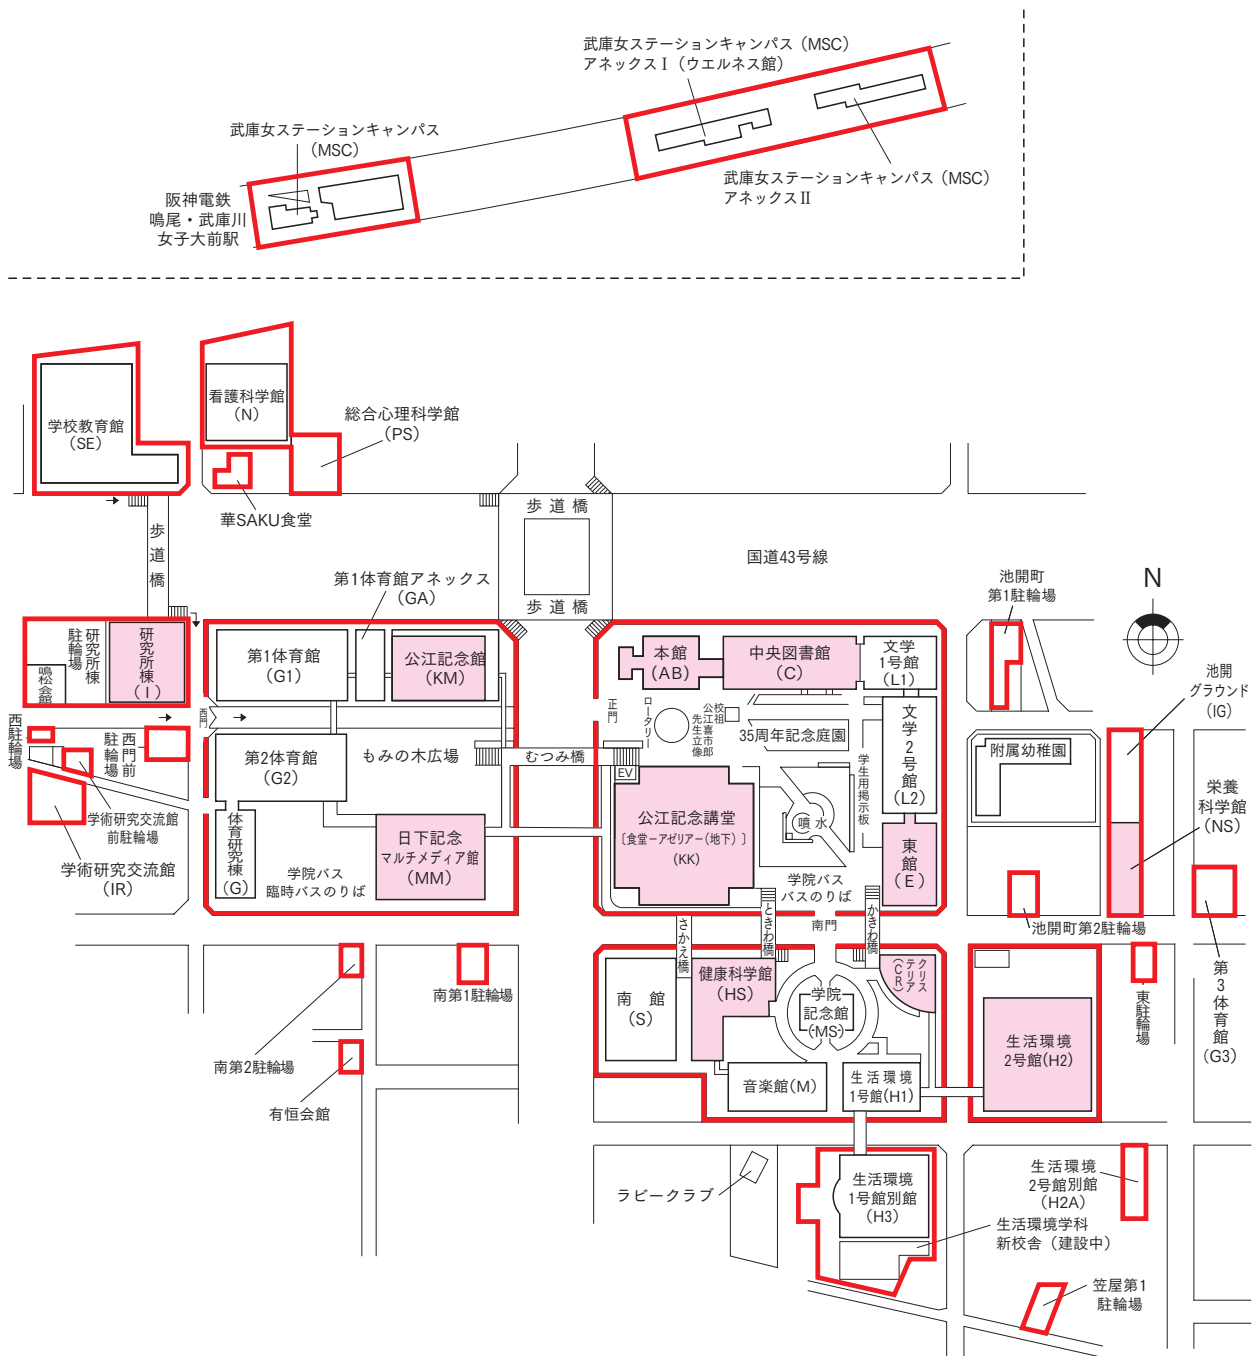 武庫女ステーションキャンパス（MSC）
アネックスⅠ（ウエルネス館）
武庫女ステーションキャンパス
（MSC）
武庫女ステーションキャンパス（MSC）
アネックスⅡ
阪神電鉄
鳴尾・武庫川
女子大前駅
看護科学館
（N）
総合心理科学館
（PS）
学校教育館
（SE）
華SAKU食堂
歩道橋
歩道橋
国道43号線
歩道橋
第1体育館アネックス
（GA）
池開町
第1駐輪場
N
研究所棟
駐輪場
研究所棟
（I）
鳴松会館
第1体育館
（G1）
公江記念館
（KM）
本館
（AB）
中央図書館
（C）
文学
1号館
（L1）
池開
グラウンド
（IG）
西門
正門
ロータリー
校祖
公江喜市郎
先生立像
35周年記念庭園
文学2号館
（L2）
西駐輪場
西門前
駐輪場
第2体育館
（G2）
もみの木広場
むつみ橋
EV
学生用掲示板
附属幼稚園
栄養
科学館
（NS）
学術研究交流館
前駐輪場
学術研究交流館
（IR）
体育研究棟
（G）
学院バス
臨時バスのりば
日下記念
マルチメディア館
（MM）
公江記念講堂
〔食堂－アゼリア－(地下)〕
（KK）
噴水
学院バス
バスのりば
東館
（E）
さかえ橋
ときわ橋
南門
かきわ橋
池開町第2駐輪場
南第1駐輪場
南第2駐輪場
有恒会館
南館
（S）
健康科学館
（HS）
学院
記念館
（MS）
クリス
テリア
（CR）
東駐輪場
第3体育館
（G3）
生活環境
2号館（H2）
音楽館（M）
生活環境
1号館（H1）
ラビークラブ
生活環境
1号館別館
（H3）
生活環境
2号館別館
（H2A）
生活環境学科
新校舎（建設中）
笠屋第1
駐輪場